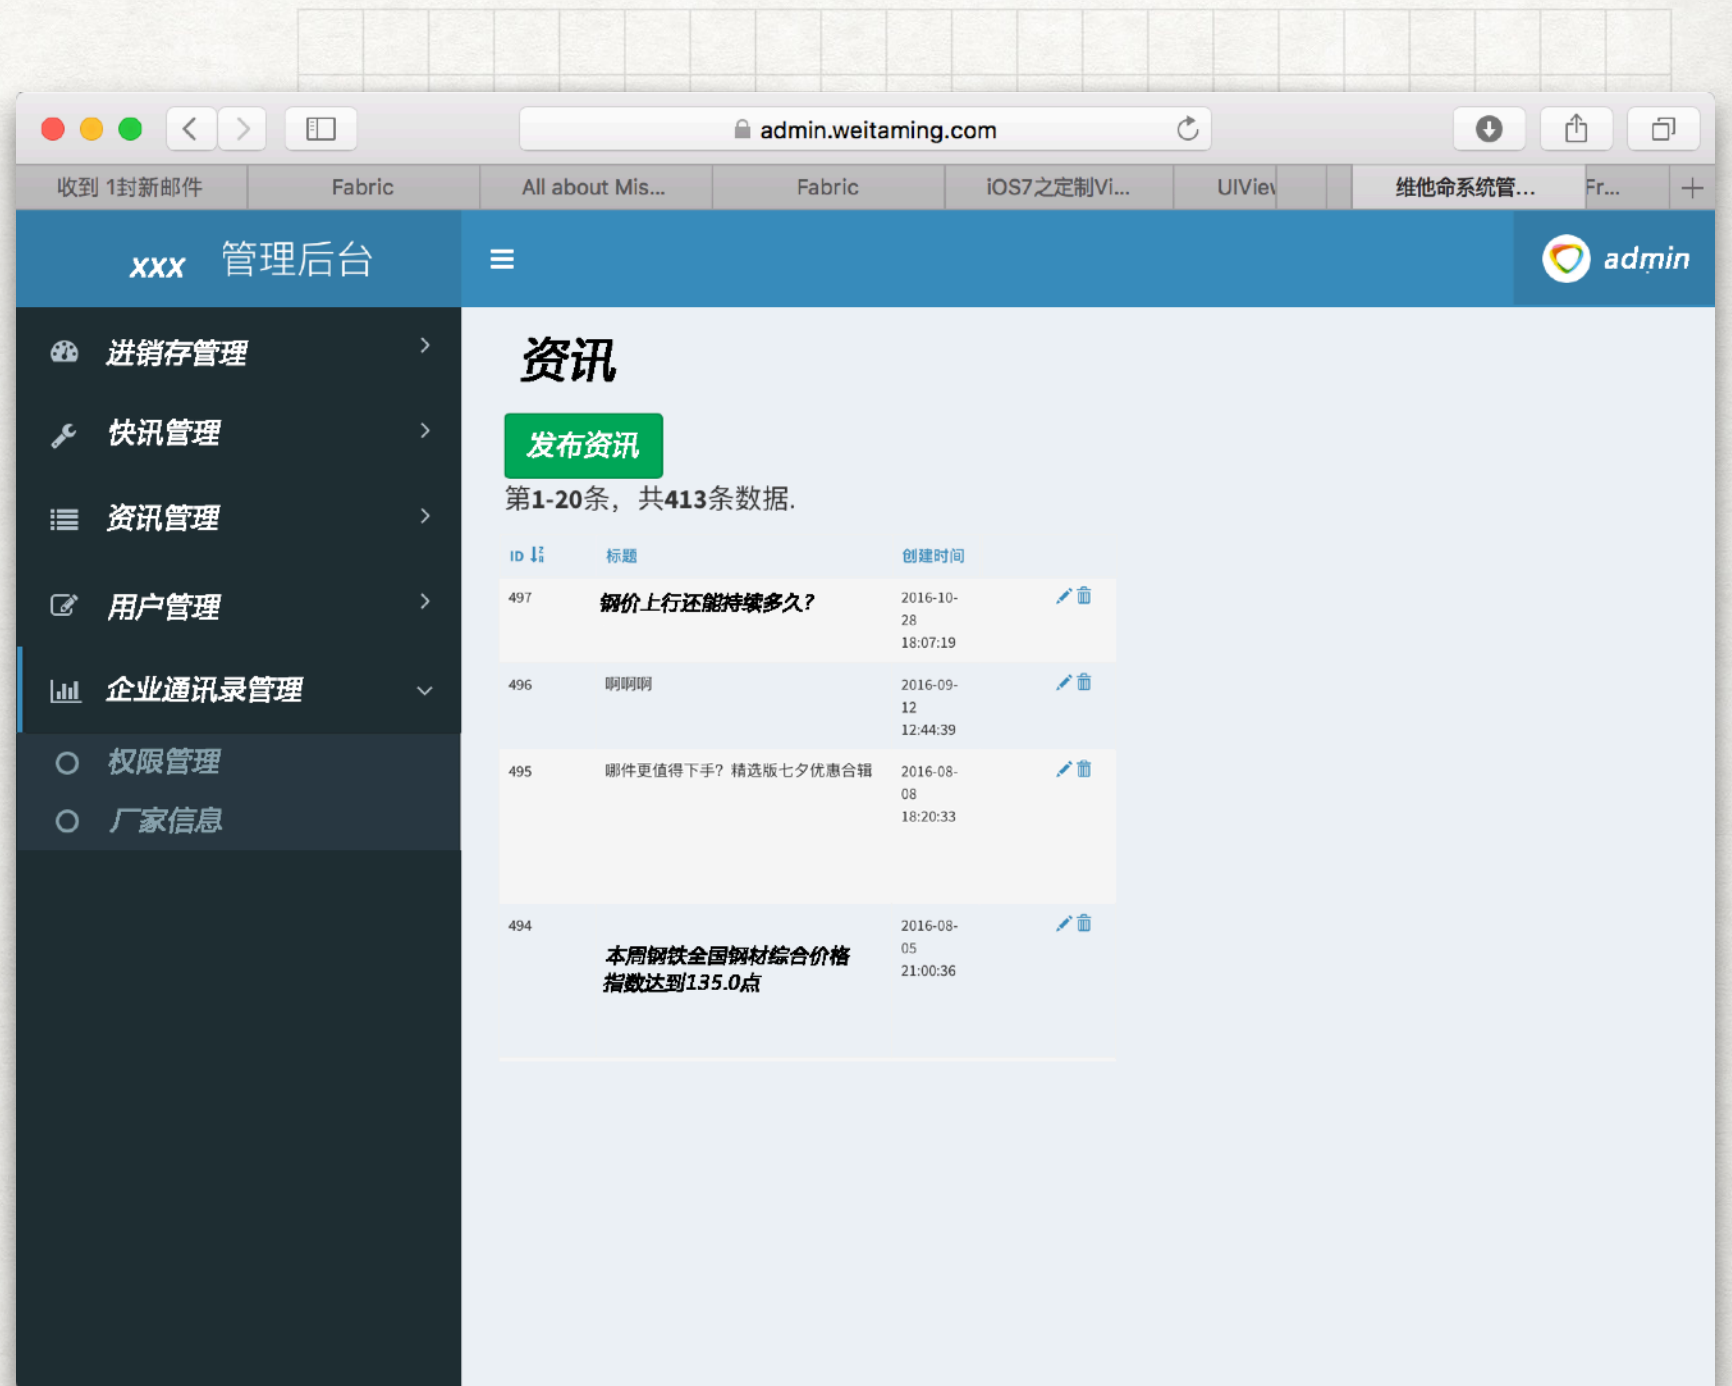 admin.weitaming.com
收到 1封新邮件
Fabric
All about Mis...
Fabric
iOS7之定制Vi...
UIView
维他命系统管...
Fr...
xxx 管理后台
admin
进销存管理
快讯管理
资讯管理
用户管理
企业通讯录管理
权限管理
厂家信息
资讯
发布资讯
第1-20条，共413条数据.
ID 标题 创建时间
497 钢价上行还能持续多久? 2016-10-
28
18:07:19
496 啊啊啊 2016-09-
12
12:44:39
495 哪件更值得下手？精选版七夕优惠合辑 2016-08-
08
18:20:33
494 2016-08-
本周钢铁全国钢材综合价格 05
指数达到135.0点 21:00:36